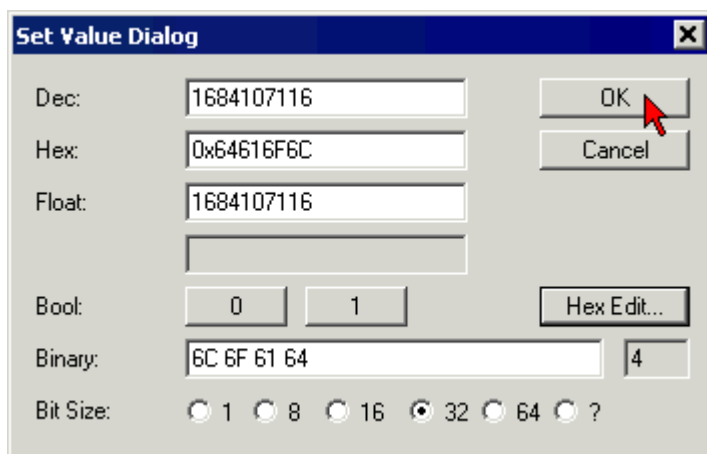 Set Value Dialog
Dec: 1684107116 OK
Hex: 0x64616F6C Cancel
Float: 1684107116
Bool: 0 1 Hex Edit...
Binary: 6C 6F 61 64 4
Bit Size: 1 8 16 32 64 ?